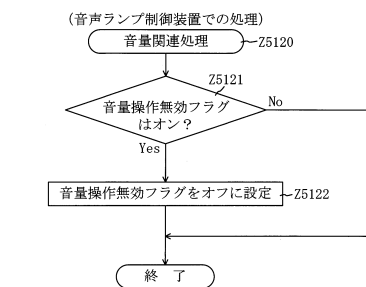 (音声ランプ制御装置での処理)
音量関連処理
Z5120
Z5121
音量操作無効フラグ
はオン?
No
Yes
音量操作無効フラグをオフに設定
Z5122
終 了